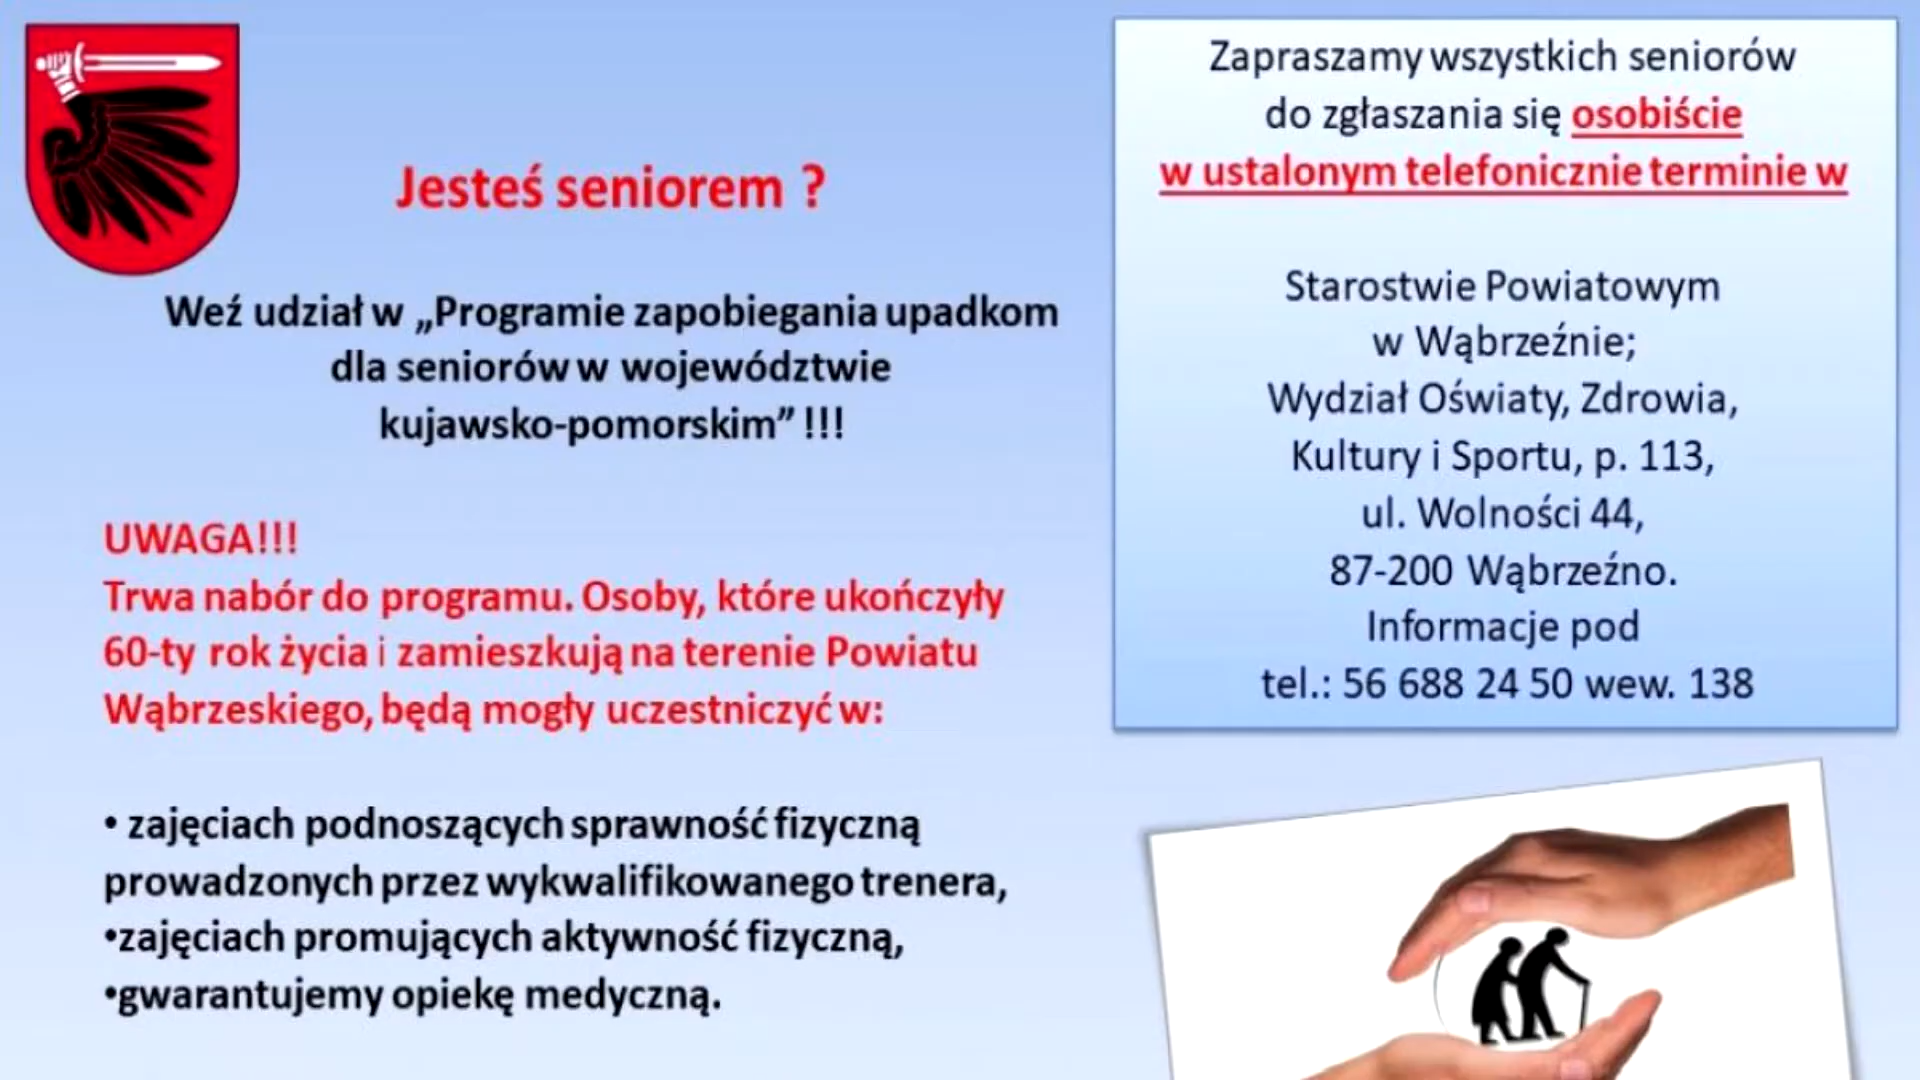 Jesteś seniorem ?
Weź udział w „Programie zapobiegania upadkom
dla seniorów w województwie
kujawsko-pomorskim” !!!
UWAGA!!!
Trwa nabór do programu. Osoby, które ukończyły
60-ty rok życia i zamieszkują na terenie Powiatu
Wąbrzeskiego, będą mogły uczestniczyć w:
• zajęciach podnoszących sprawność fizyczną
prowadzonych przez wykwalifikowanego trenera,
•zajęciach promujących aktywność fizyczną,
•gwarantujemy opiekę medyczną.
Zapraszamy wszystkich seniorów
do zgłaszania się osobiście
w ustalonym telefonicznie terminie w
Starostwie Powiatowym
w Wąbrzeźnie;
Wydział Oświaty, Zdrowia,
Kultury i Sportu, p. 113,
ul. Wolności 44,
87-200 Wąbrzeźno.
Informacje pod
tel.: 56 688 24 50 wew. 138